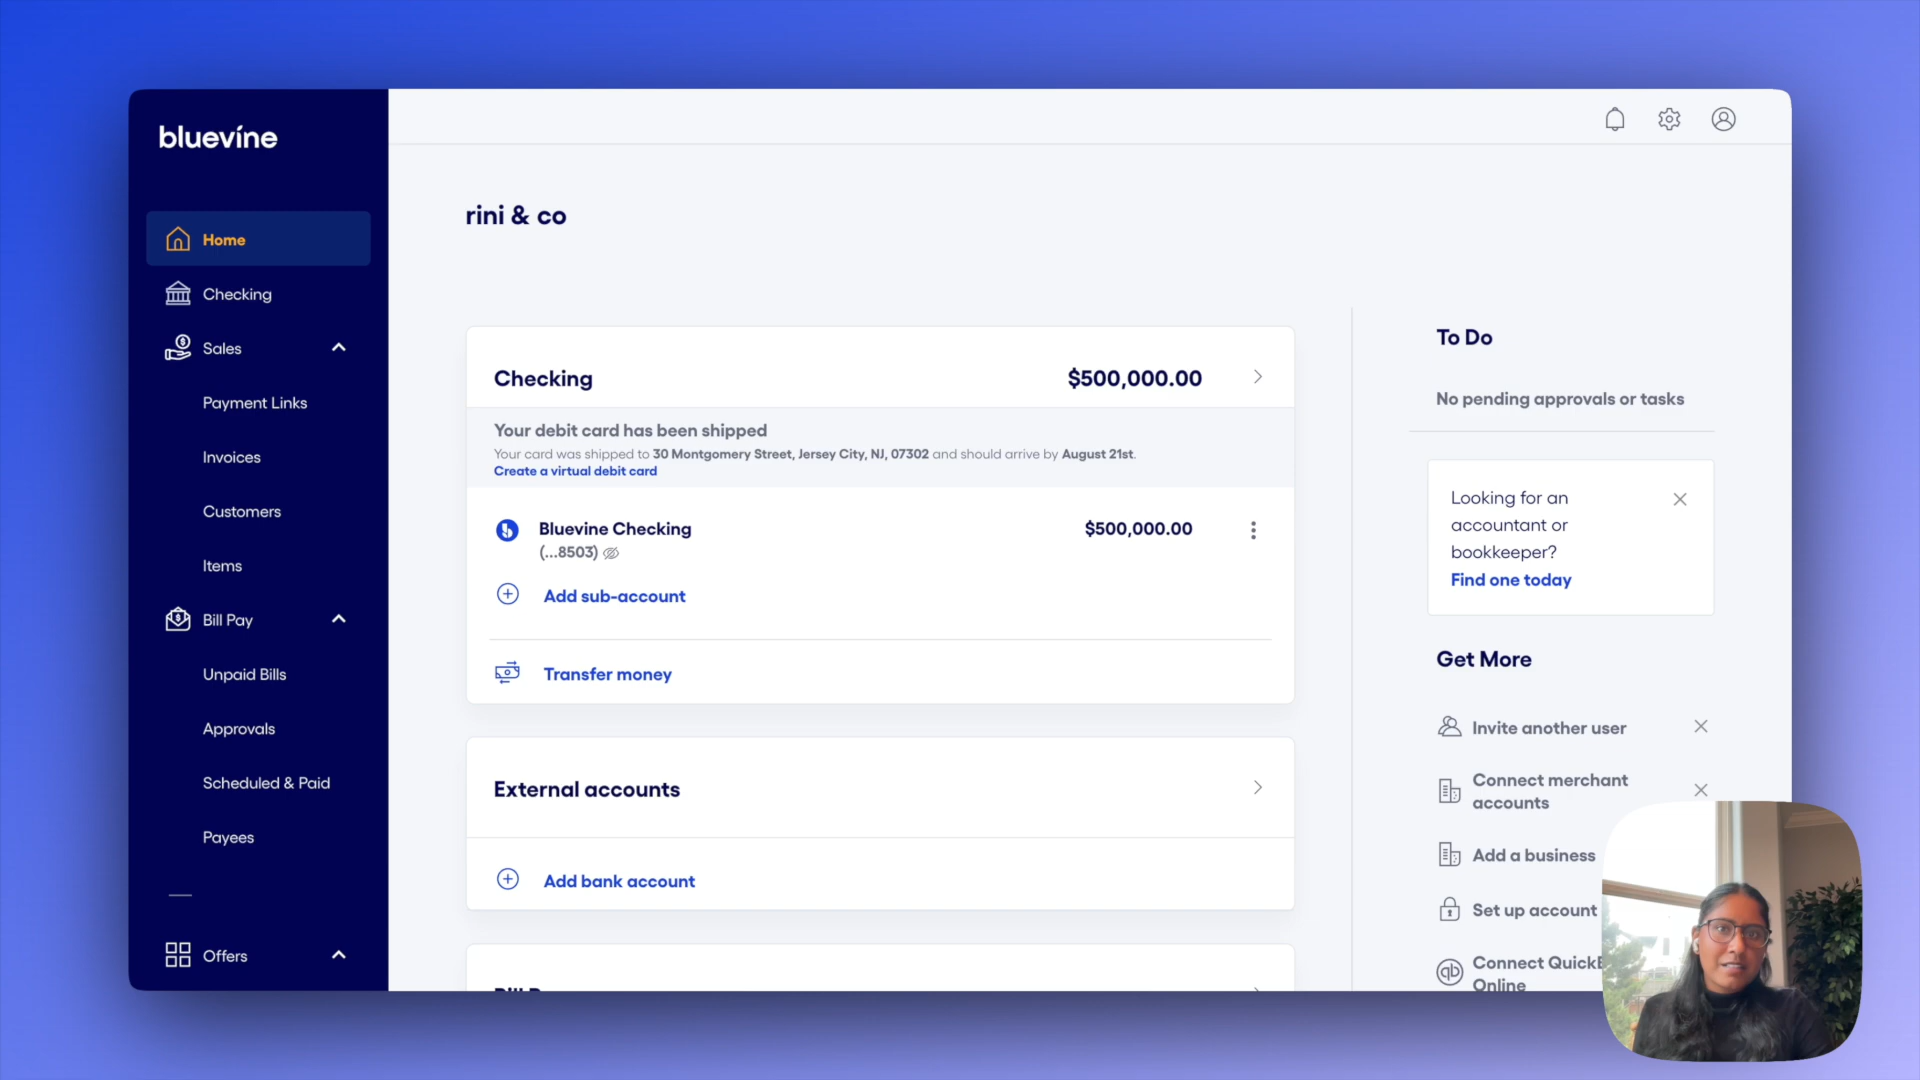 bluevine
Home
Checking
Sales
Payment Links
Invoices
Customers
Items
Bill Pay
Unpaid Bills
Approvals
Scheduled & Paid
Payees
Offers
rini & co
Checking
$500,000.00
Your debit card has been shipped
Your card was shipped to 30 Montgomery Street, Jersey City, NJ, 07302 and should arrive by August 21st.
Create a virtual debit card
Bluevine Checking
$500,000.00
(...8503)
Add sub-account
Transfer money
External accounts
Add bank account
To Do
No pending approvals or tasks
Looking for an
accountant or
bookkeeper?
Find one today
Get More
Invite another user
Connect merchant
accounts
Add a business
Set up account
Connect
Online